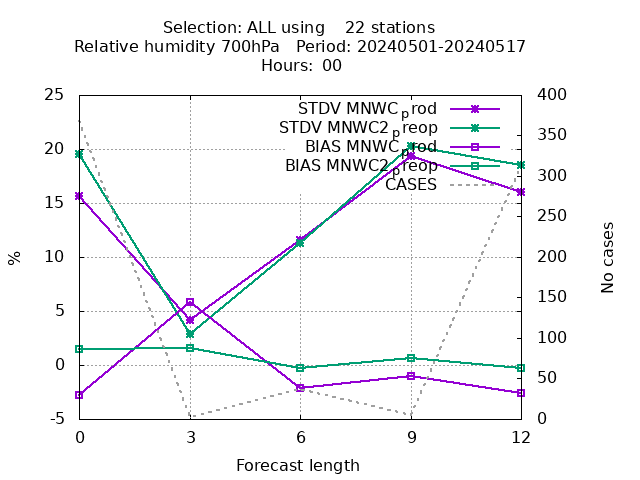 Selection: ALL using    22 stations
Relative humidity 700hPa   Period: 20240501-20240517
Hours: 00
STDV MNWC_prod
STDV MNWC2_preop
BIAS MNWC_prod
BIAS MNWC2_preop
CASES
25
20
15
10
5
0
-5
%
400
350
300
250
200
150
100
50
0
No cases
0 3 6 9 12
Forecast length